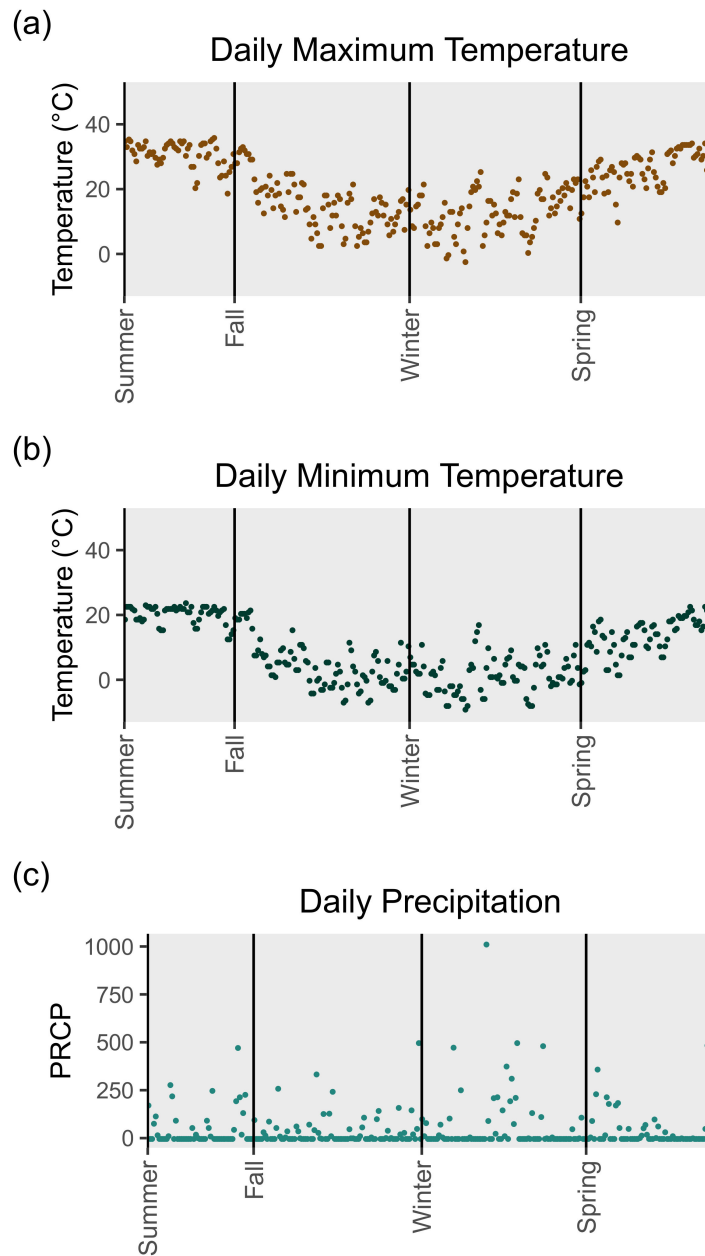 (a)
Daily Maximum Temperature
Temperature (°C)
40
20
0
Summer
Fall
Winter
Spring
(b)
Daily Minimum Temperature
Temperature (°C)
40
20
0
Summer
Fall
Winter
Spring
(c)
Daily Precipitation
PRCP
1000
750
500
250
0
Summer
Fall
Winter
Spring